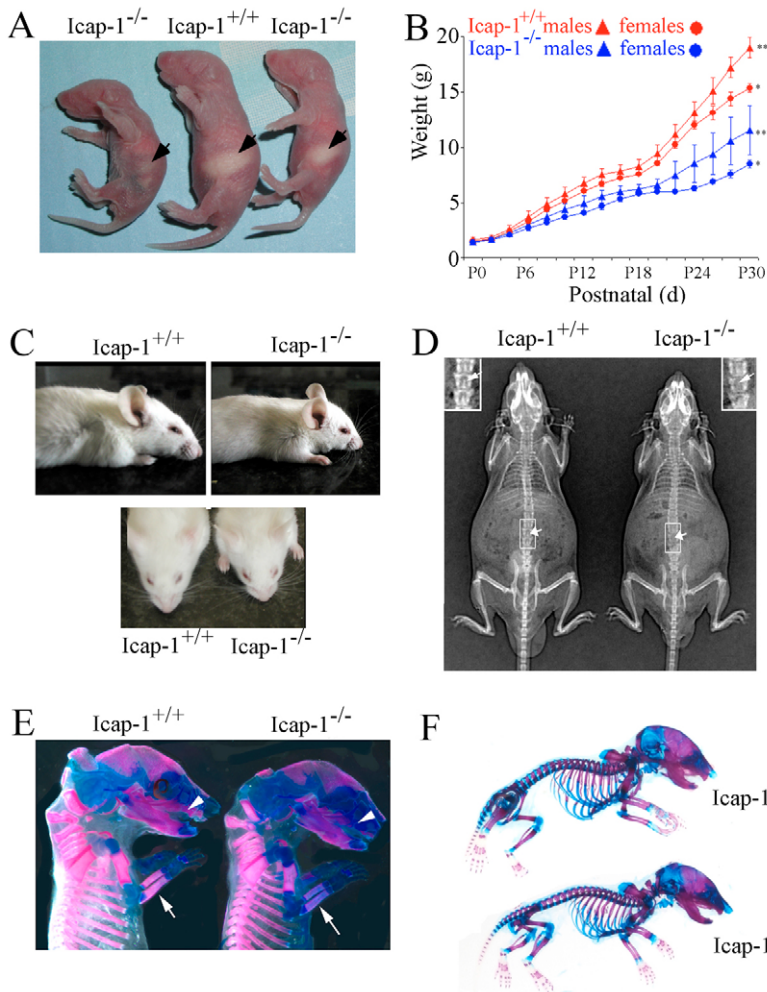 A
Icap-1-/- Icap-1+/+ Icap-1-/-
B
Icap-1+/+ males females
Icap-1-/- males females
Weight (g)
20
15
10
5
0
**
*
**
*
P0 P6 P12 P18 P24 P30
Postnatal (d)
C
Icap-1+/+ Icap-1-/-
Icap-1+/+ Icap-1-/-
D
Icap-1+/+ Icap-1-/-
E
Icap-1+/+ Icap-1-/-
F
Icap-1
Icap-1